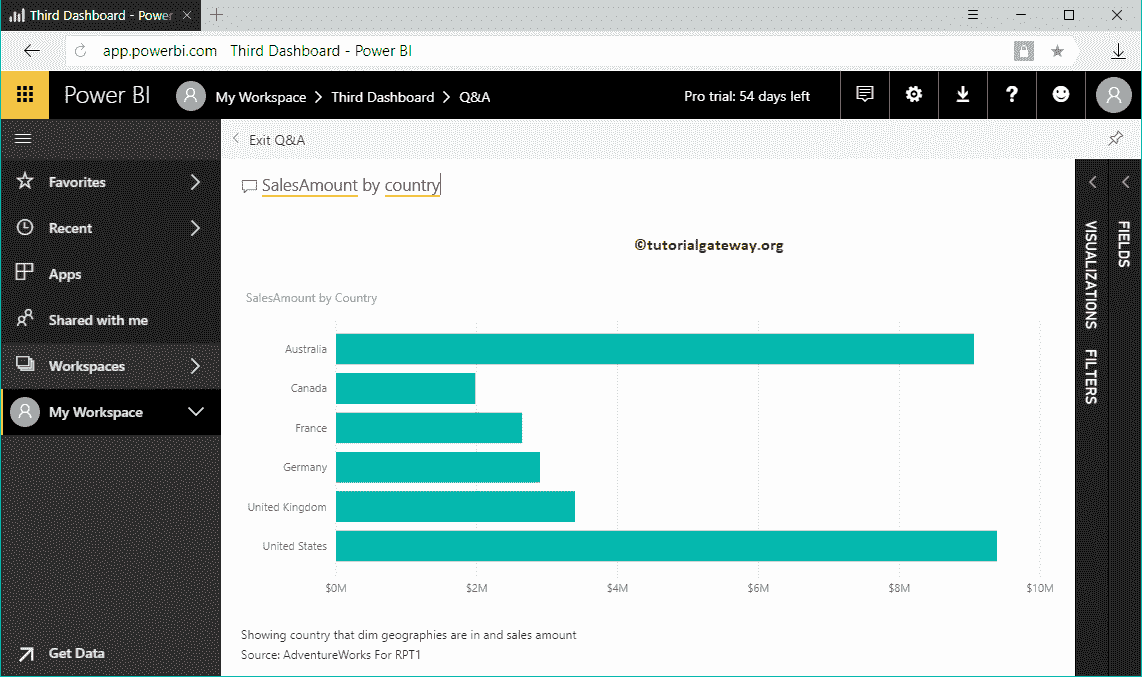 Third Dashboard - Power
app.powerbi.com Third Dashboard - Power BI
Power BI My Workspace > Third Dashboard > Q&A Pro trial: 54 days left ?
Exit Q&A
Favorites
Recent
Apps
Shared with me
Workspaces
My Workspace
Get Data
SalesAmount by country
©tutorialgateway.org
SalesAmount by Country
Australia
Canada
France
Germany
United Kingdom
United States
$0M $2M $4M $6M $8M $10M
Showing country that dim geographies are in and sales amount
Source: AdventureWorks For RPT1
VISUALIZATIONS
FILTERS
FIELDS